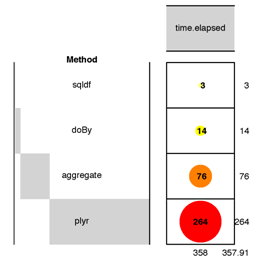 time.elapsed
Method
sqldf 3 3
doBy 14 14
aggregate 76 76
plyr 264 264
358 357.91